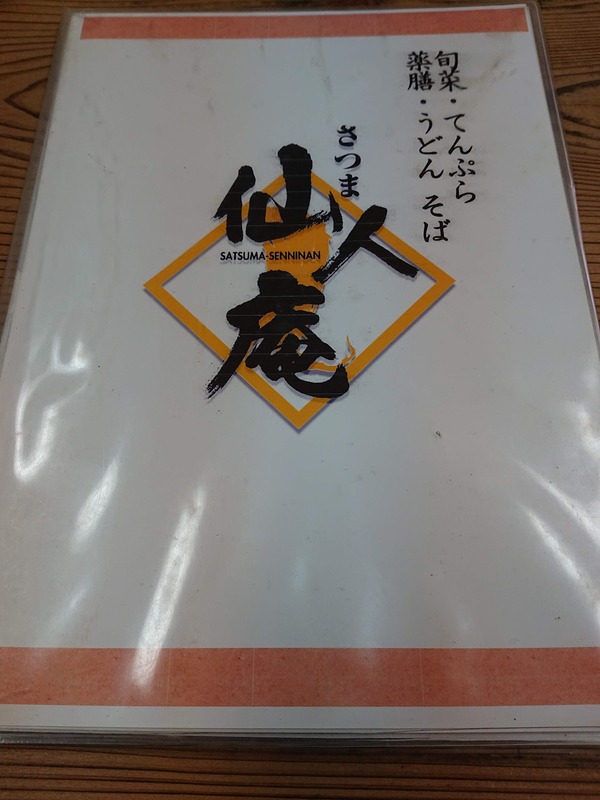 旬菜・てんぷら
薬膳・うどん そば
さつま
仙人
SATSUMA-SENNINAN
庵